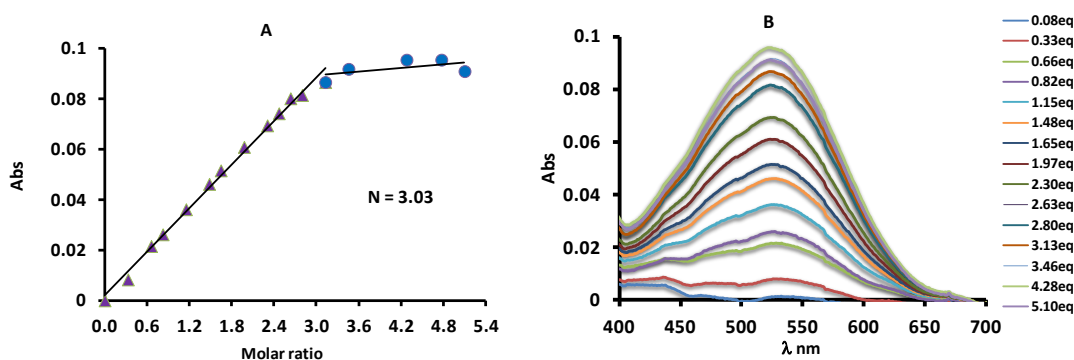 A
0.1
0.08
0.06
0.04
0.02
0
Abs
N = 3.03
0.0 0.6 1.2 1.8 2.4 3.0 3.6 4.2 4.8 5.4
Molar ratio
B
0.1
0.08
0.06
0.04
0.02
0
Abs
400 450 500 550 600 650 700
λ nm
0.08eq
0.33eq
0.66eq
0.82eq
1.15eq
1.48eq
1.65eq
1.97eq
2.30eq
2.63eq
2.80eq
3.13eq
3.46eq
4.28eq
5.10eq